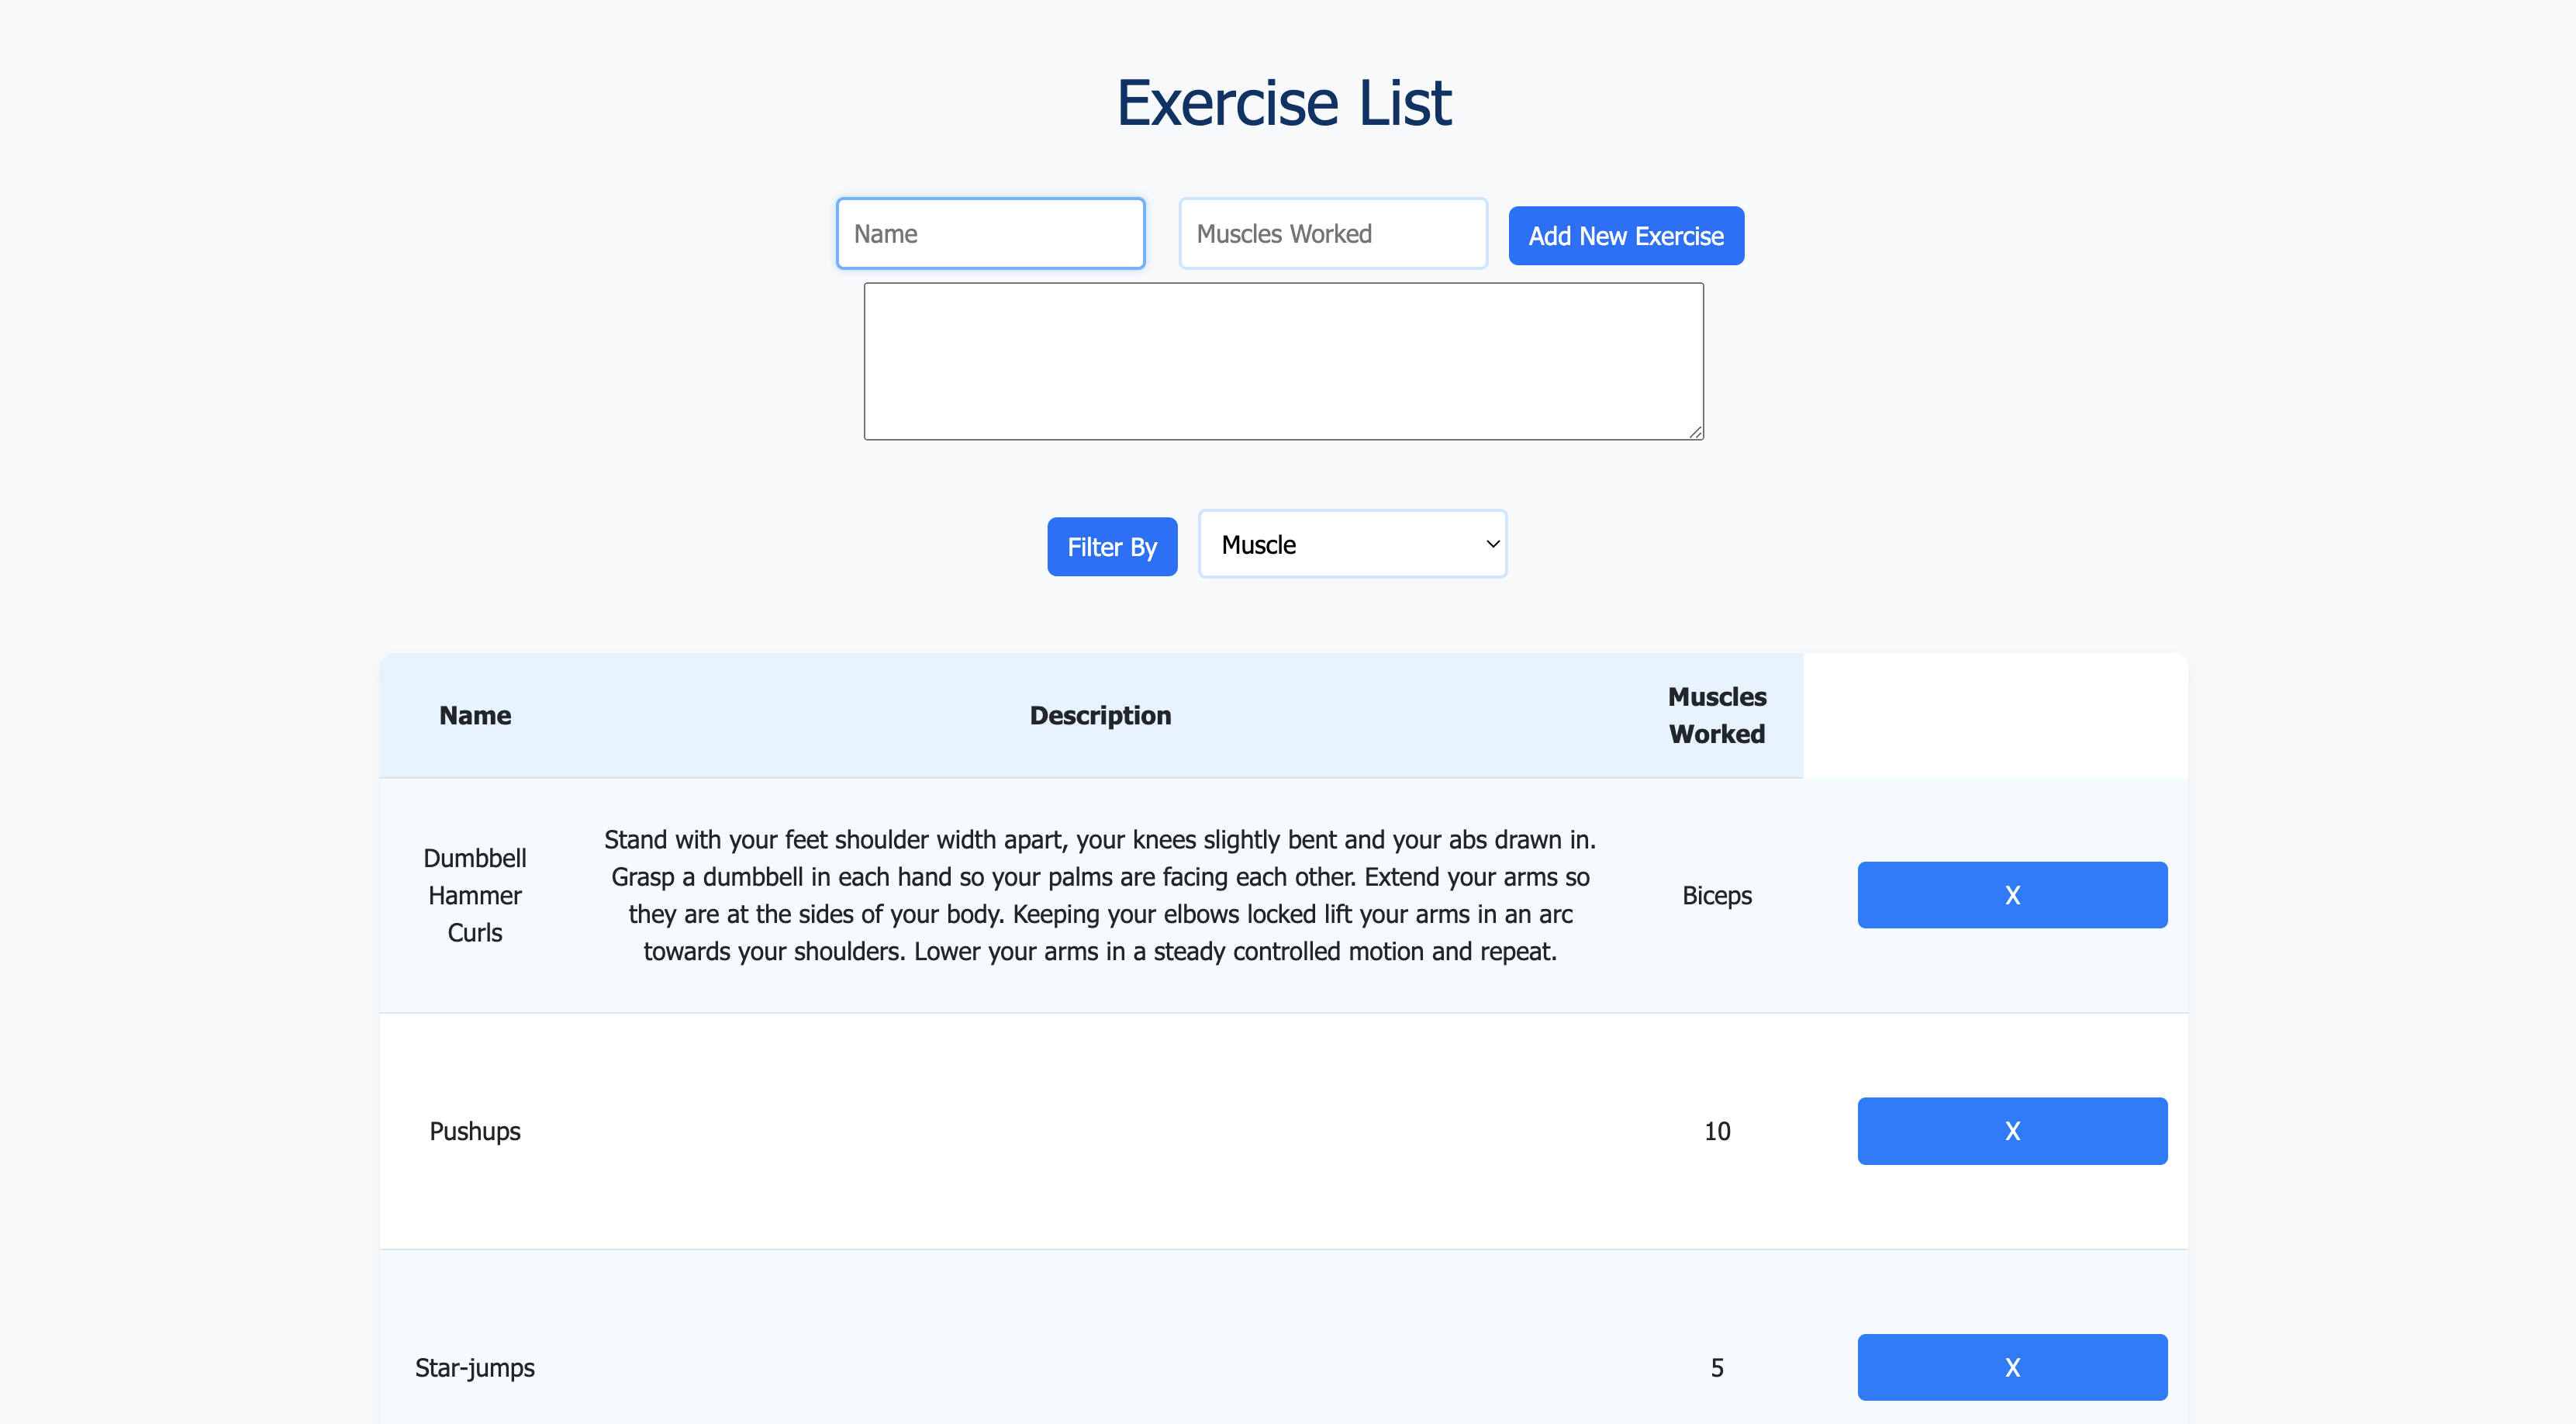 Exercise List
Name
Muscles Worked
Add New Exercise
Filter By
Muscle
Name
Description
Muscles
Worked
Dumbbell
Hammer
Curls
Stand with your feet shoulder width apart, your knees slightly bent and your abs drawn in.
Grasp a dumbbell in each hand so your palms are facing each other. Extend your arms so
they are at the sides of your body. Keeping your elbows locked lift your arms in an arc
towards your shoulders. Lower your arms in a steady controlled motion and repeat.
Biceps
X
Pushups
10
X
Star-jumps
5
X